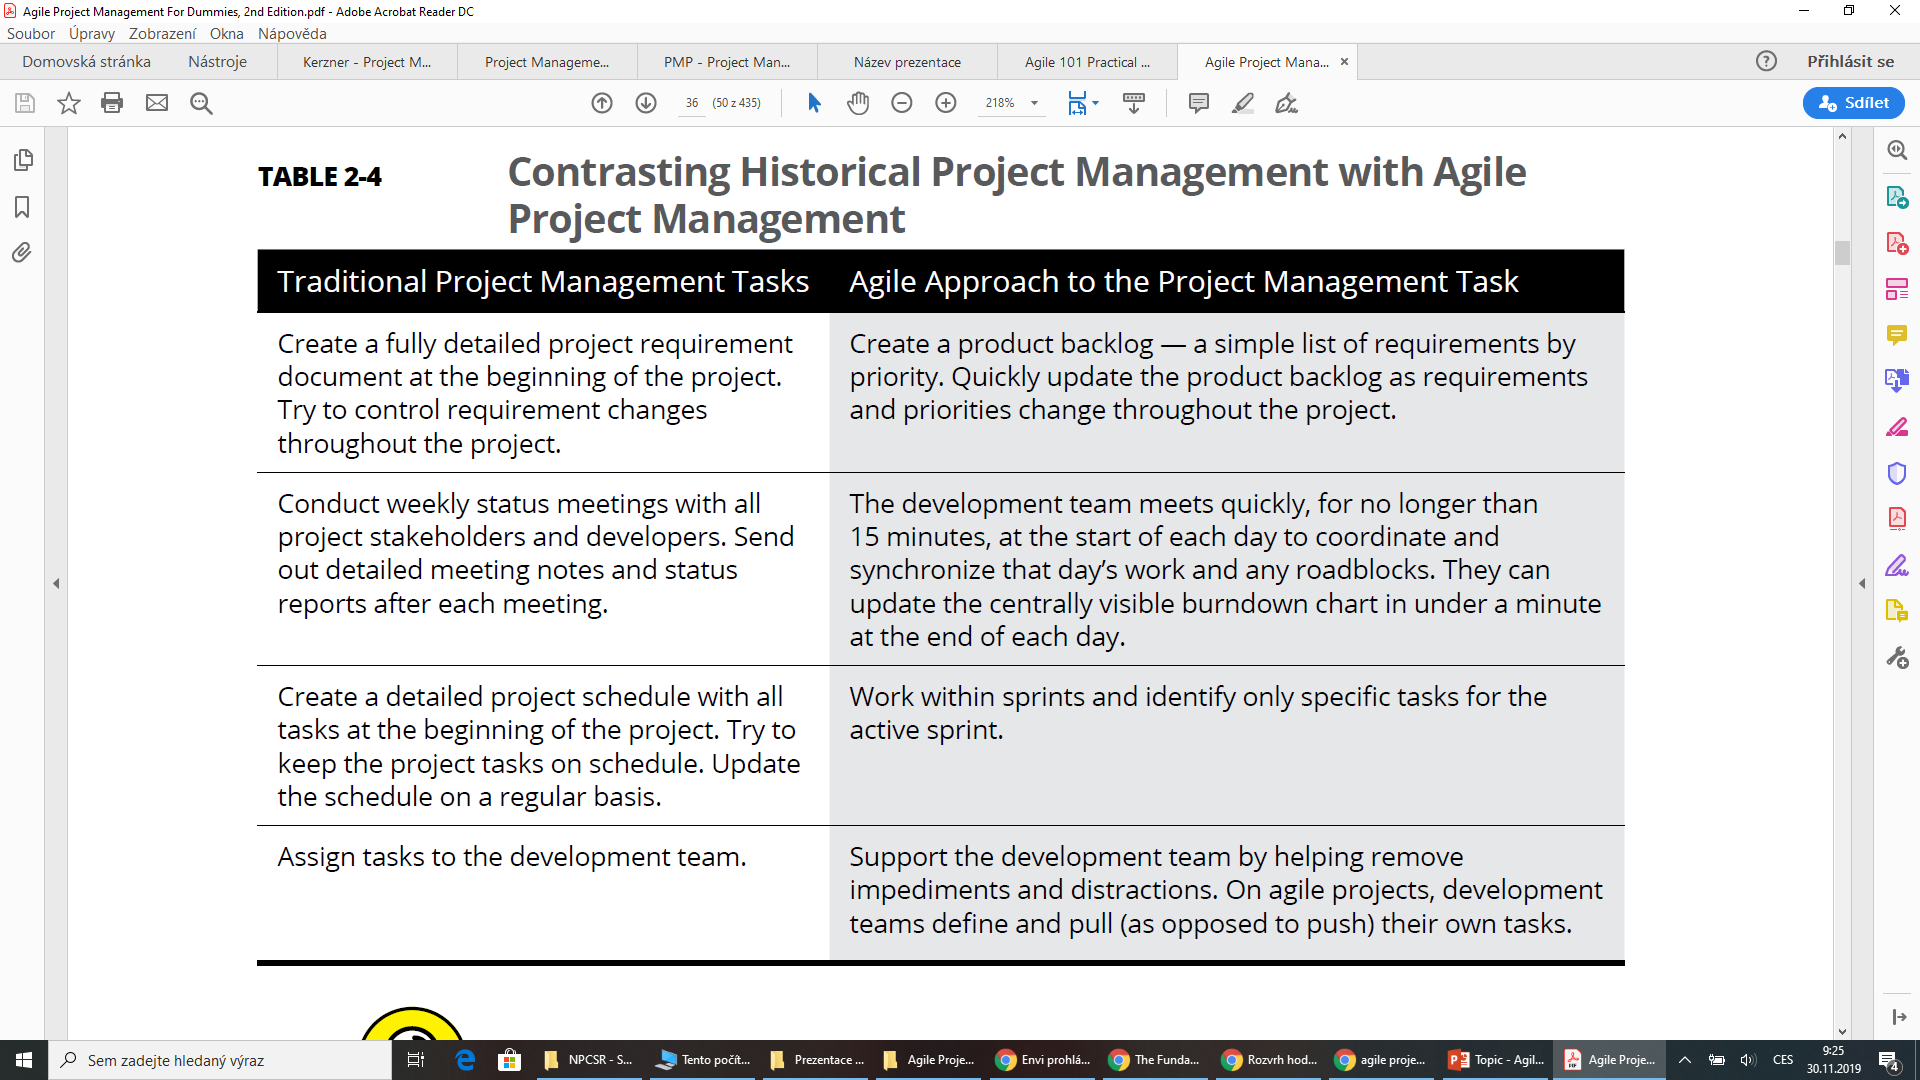 Agile Project Management For Dummies, 2nd Edition.pdf - Adobe Acrobat Reader DC
Soubor Úpravy Zobrazení Okna Nápověda
Domovská stránka Nástroje Kerzner - Project M... Project Manageme... PMP - Project Man... Název prezentace Agile 101 Practical ... Agile Project Mana... Přihlásit se
36 (50 z 435) 218% Sdílet
TABLE 2-4 Contrasting Historical Project Management with Agile
Project Management
Traditional Project Management Tasks
Agile Approach to the Project Management Task
Create a fully detailed project requirement
document at the beginning of the project.
Try to control requirement changes
throughout the project.
Create a product backlog — a simple list of requirements by
priority. Quickly update the product backlog as requirements
and priorities change throughout the project.
Conduct weekly status meetings with all
project stakeholders and developers. Send
out detailed meeting notes and status
reports after each meeting.
The development team meets quickly, for no longer than
15 minutes, at the start of each day to coordinate and
synchronize that day’s work and any roadblocks. They can
update the centrally visible burndown chart in under a minute
at the end of each day.
Create a detailed project schedule with all
tasks at the beginning of the project. Try to
keep the project tasks on schedule. Update
the schedule on a regular basis.
Work within sprints and identify only specific tasks for the
active sprint.
Assign tasks to the development team.
Support the development team by helping remove
impediments and distractions. On agile projects, development
teams define and pull (as opposed to push) their own tasks.
Sem zadejte hledaný výraz NPCSR - S... Tento počít... Prezentace ... Agile Proje... Envi prohlá... The Funda... Rozvrh hod... agile proje... Topic - Agil... Agile Proje... CES 9:25
30.11.2019 4